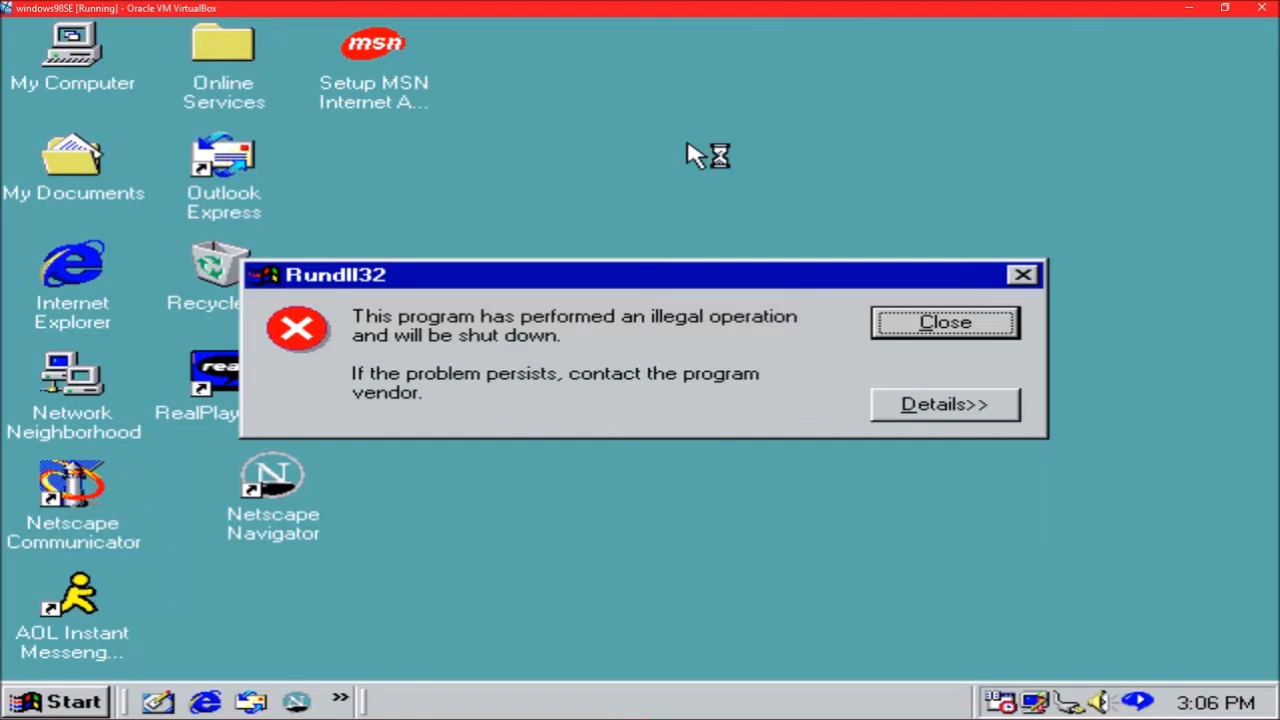 windows98SE [Running] - Oracle VM VirtualBox
My Computer
Online
Services
msn
Setup MSN
Internet A...
My Documents
Outlook
Express
Internet
Explorer
Recycle
Network
Neighborhood
real
RealPlay
Rundll32
This program has performed an illegal operation
and will be shut down.
If the problem persists, contact the program
vendor.
Close
Details>>
Netscape
Communicator
N
Netscape
Navigator
AOL Instant
Messeng...
Start
3:06 PM